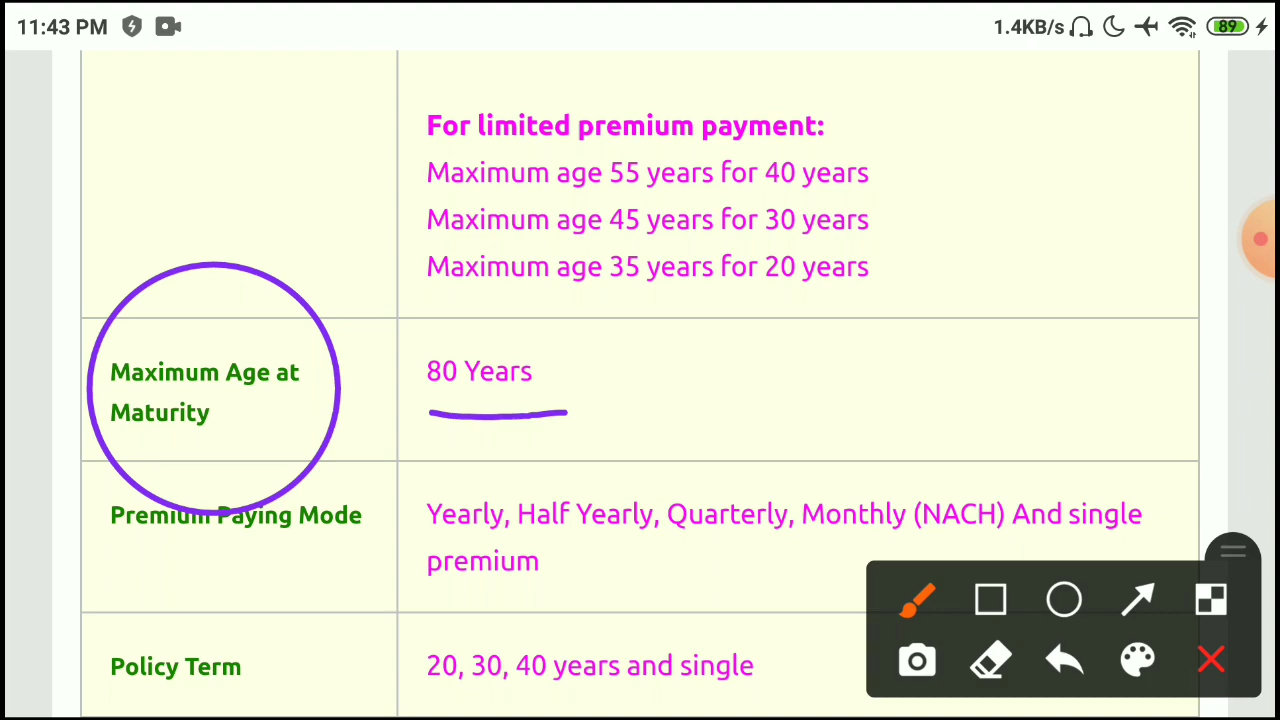 11:43 PM
1.4KB/s
89
For limited premium payment:
Maximum age 55 years for 40 years
Maximum age 45 years for 30 years
Maximum age 35 years for 20 years
Maximum Age at
Maturity
80 Years
Premium Paying Mode
Yearly, Half Yearly, Quarterly, Monthly (NACH) And single
premium
Policy Term
20, 30, 40 years and single